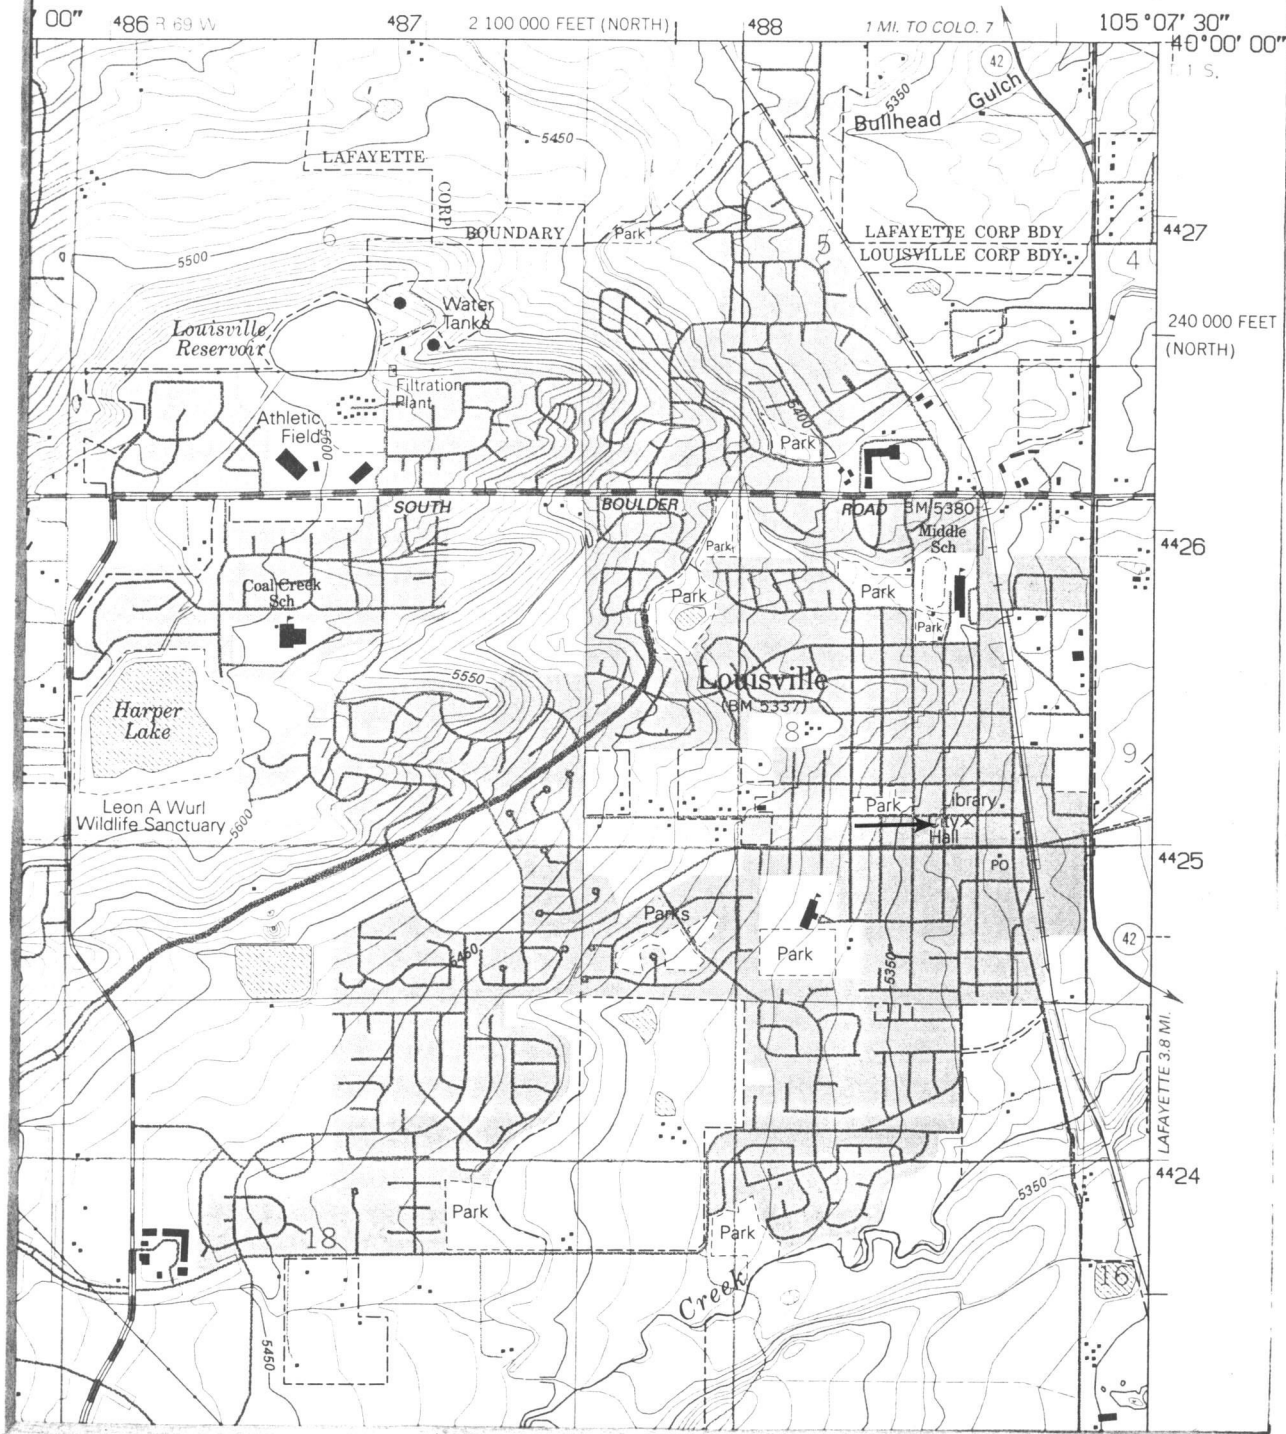 ′ 00″
⁴86 R 69 W
⁴87
2 100 000 FEET (NORTH)
⁴88
1 MI. TO COLO. 7
105°07′ 30″
40°00′ 00″
T. 1 S.
42
5350
Gulch
Bullhead
5450
LAFAYETTE
CORP
BOUNDARY
Park
6
5
LAFAYETTE CORP BDY
LOUISVILLE CORP BDY
4427
4
5500
Water
Tanks
Louisville
Reservoir
240 000 FEET
(NORTH)
Filtration
Plant
Athletic
Field
5600
5400
Park
SOUTH
BOULDER
ROAD
BM 5380
Middle
Sch
4426
Park
Coal Creek
Sch
Park
Park
Park
5550
Louisville
(BM 5337)
8
Harper
Lake
9
Leon A Wurl
Wildlife Sanctuary
5600
Park
Library
City
Hall
4425
PO
Parks
42
5450
Park
5350
LAFAYETTE 3.8 MI.
4424
5350
Park
Park
18
17
16
Creek
5450